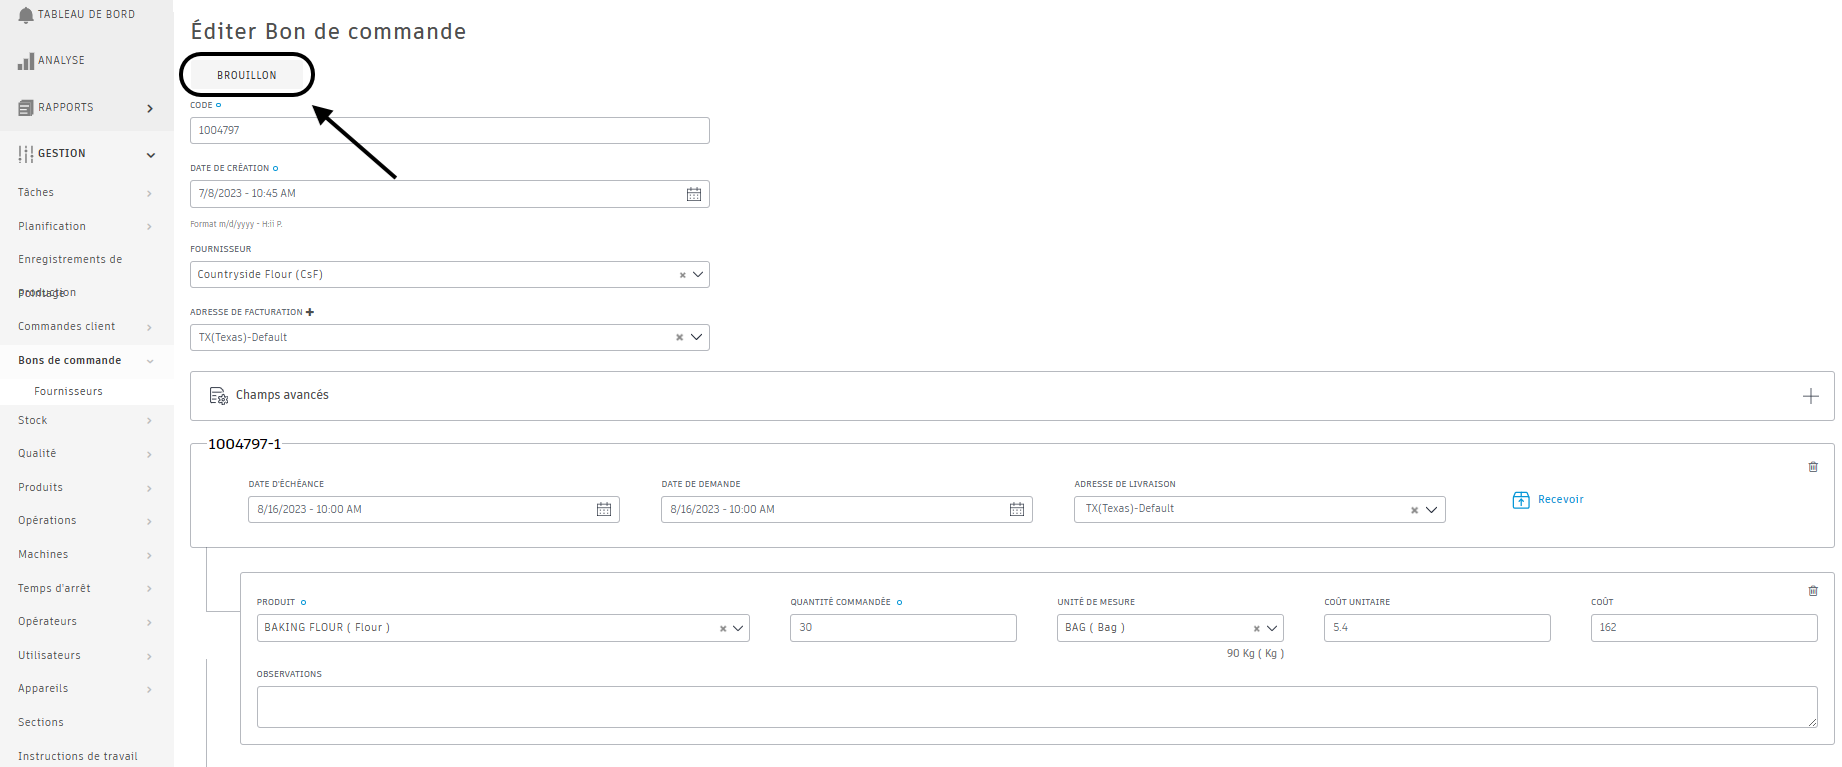 TABLEAU DE BORD
ANALYSE
RAPPORTS
GESTION
Tâches
Planification
Enregistrements de
production
Pointage
Commandes client
Bons de commande
Fournisseurs
Stock
Qualité
Produits
Opérations
Machines
Temps d'arrêt
Opérateurs
Utilisateurs
Appareils
Sections
Instructions de travail
Éditer Bon de commande
BROUILLON
CODE
1004797
DATE DE CRÉATION
7/8/2023 - 10:45 AM
Format m/d/yyyy - H:ii P.
FOURNISSEUR
Countryside Flour (CsF)
ADRESSE DE FACTURATION
TX(Texas)-Default
Champs avancés
1004797-1
DATE D'ÉCHÉANCE DATE DE DEMANDE ADRESSE DE LIVRAISON
8/16/2023 - 10:00 AM 8/16/2023 - 10:00 AM TX(Texas)-Default Recevoir
PRODUIT QUANTITÉ COMMANDÉE UNITÉ DE MESURE COÛT UNITAIRE COÛT
BAKING FLOUR ( Flour ) 30 BAG ( Bag ) 5.4 162
90 Kg ( Kg )
OBSERVATIONS